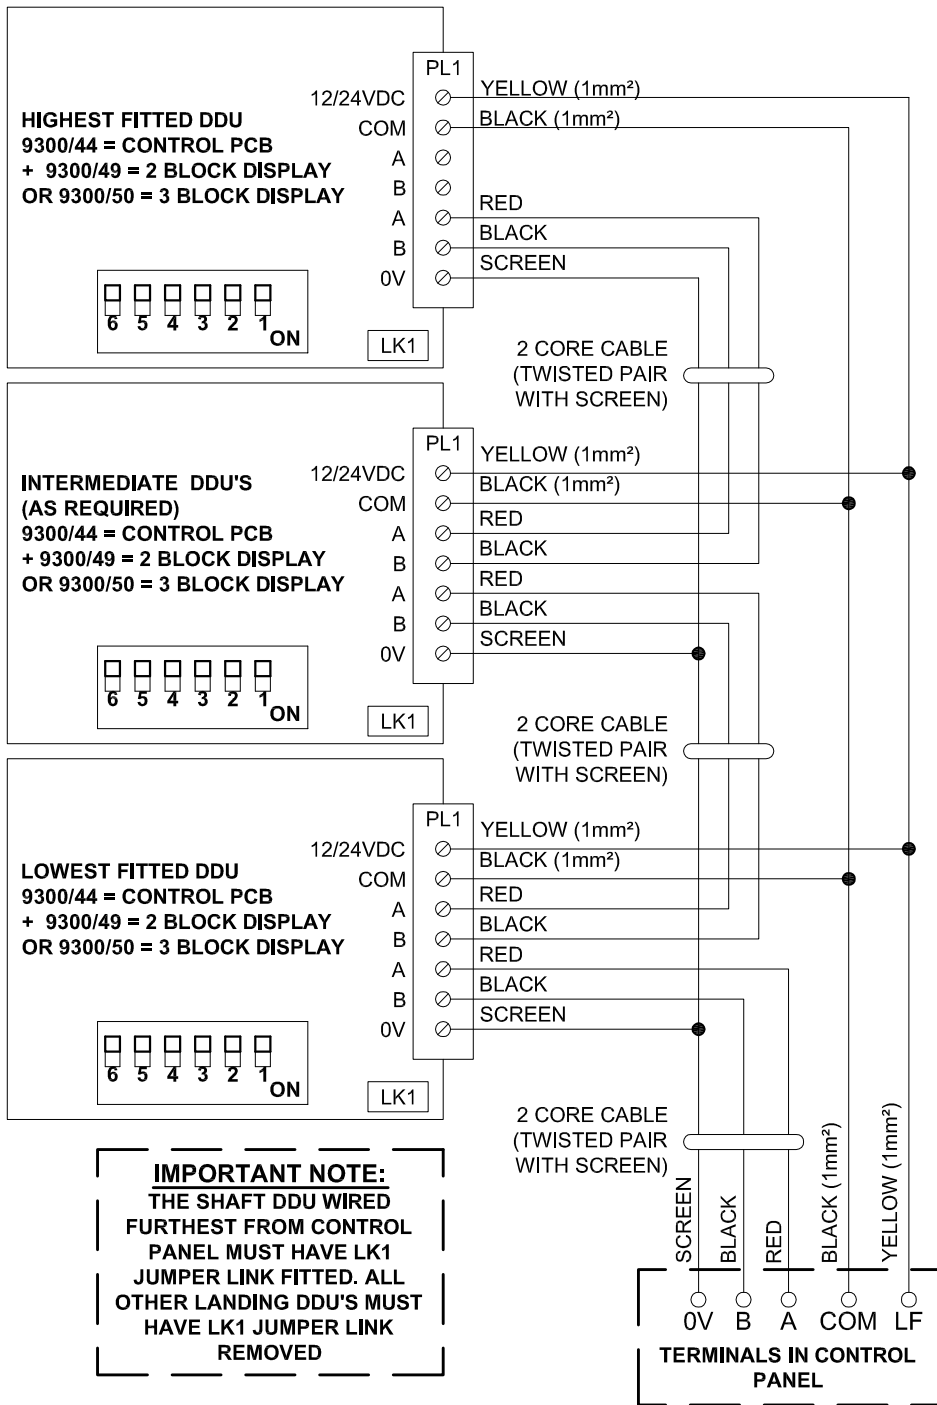 PL1
12/24VDC
YELLOW (1mm²)
COM
BLACK (1mm²)
A
B
A
RED
B
BLACK
0V
SCREEN
HIGHEST FITTED DDU
9300/44 = CONTROL PCB
+ 9300/49 = 2 BLOCK DISPLAY
OR 9300/50 = 3 BLOCK DISPLAY
6 5 4 3 2 1
ON
LK1
2 CORE CABLE
(TWISTED PAIR
WITH SCREEN)
PL1
12/24VDC
YELLOW (1mm²)
COM
BLACK (1mm²)
A
RED
B
BLACK
A
RED
B
BLACK
0V
SCREEN
INTERMEDIATE DDU'S
(AS REQUIRED)
9300/44 = CONTROL PCB
+ 9300/49 = 2 BLOCK DISPLAY
OR 9300/50 = 3 BLOCK DISPLAY
6 5 4 3 2 1
ON
LK1
2 CORE CABLE
(TWISTED PAIR
WITH SCREEN)
PL1
12/24VDC
YELLOW (1mm²)
COM
BLACK (1mm²)
A
RED
B
BLACK
A
RED
B
BLACK
0V
SCREEN
LOWEST FITTED DDU
9300/44 = CONTROL PCB
+ 9300/49 = 2 BLOCK DISPLAY
OR 9300/50 = 3 BLOCK DISPLAY
6 5 4 3 2 1
ON
LK1
2 CORE CABLE
(TWISTED PAIR
WITH SCREEN)
SCREEN
BLACK
RED
BLACK (1mm²)
YELLOW (1mm²)
IMPORTANT NOTE:
THE SHAFT DDU WIRED
FURTHEST FROM CONTROL
PANEL MUST HAVE LK1
JUMPER LINK FITTED. ALL
OTHER LANDING DDU'S MUST
HAVE LK1 JUMPER LINK
REMOVED
0V B A COM LF
TERMINALS IN CONTROL
PANEL